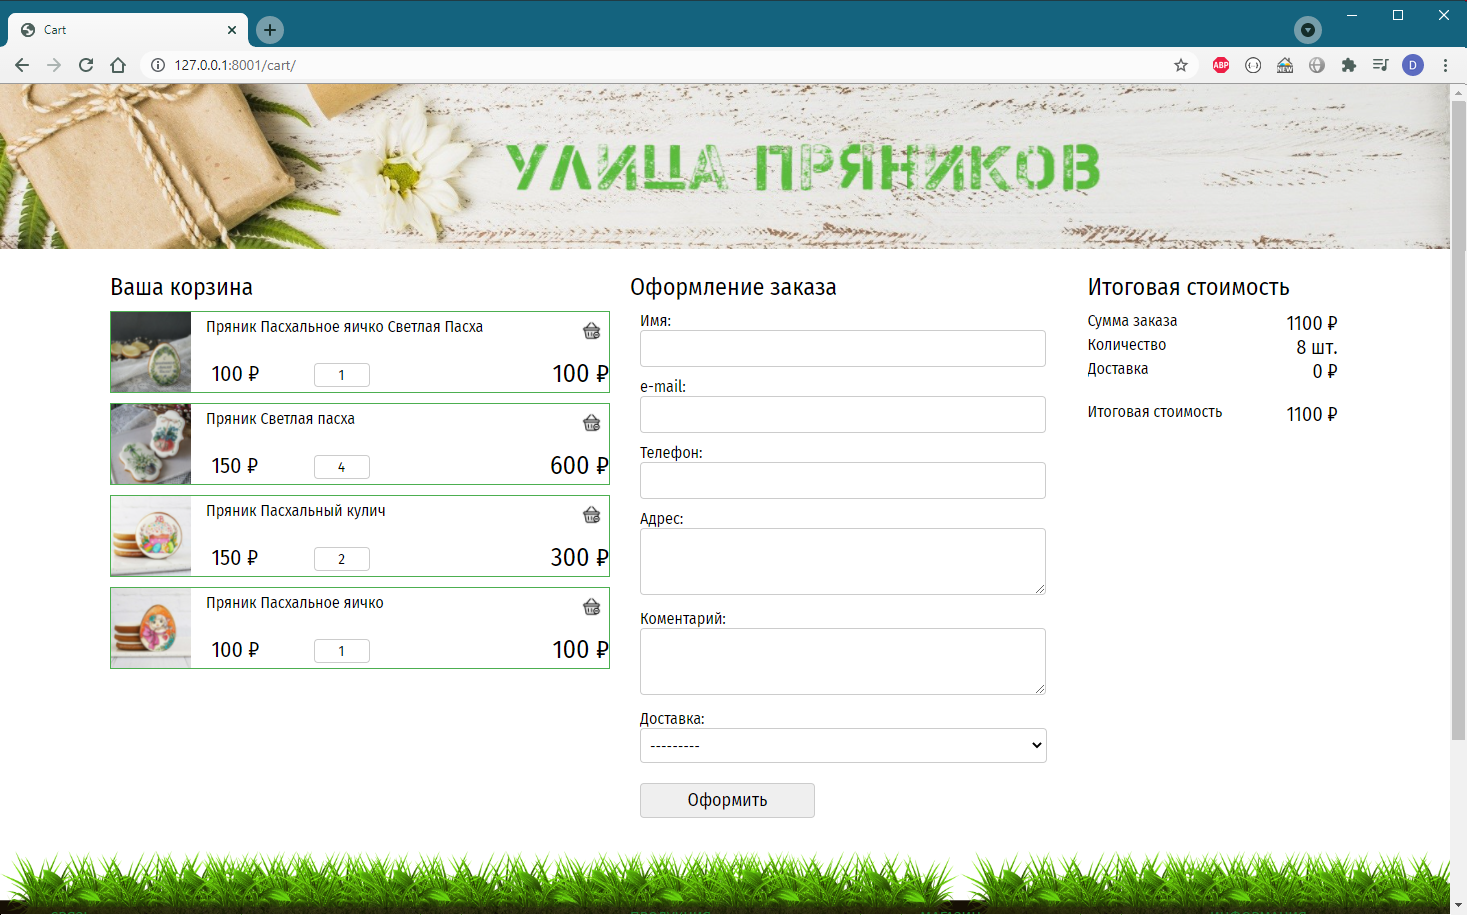 Cart
127.0.0.1:8001/cart/
ABP
NEW
D
УЛИЦА ПРЯНИКОВ
Ваша корзина
Пряник Пасхальное яичко Светлая Пасха
100 ₽ 1 100 ₽
Пряник Светлая пасха
150 ₽ 4 600 ₽
Пряник Пасхальный кулич
150 ₽ 2 300 ₽
Пряник Пасхальное яичко
100 ₽ 1 100 ₽
Оформление заказа
Имя:
e-mail:
Телефон:
Адрес:
Коментарий:
Доставка:
---------
Оформить
Итоговая стоимость
Сумма заказа 1100 ₽
Количество 8 шт.
Доставка 0 ₽
Итоговая стоимость 1100 ₽